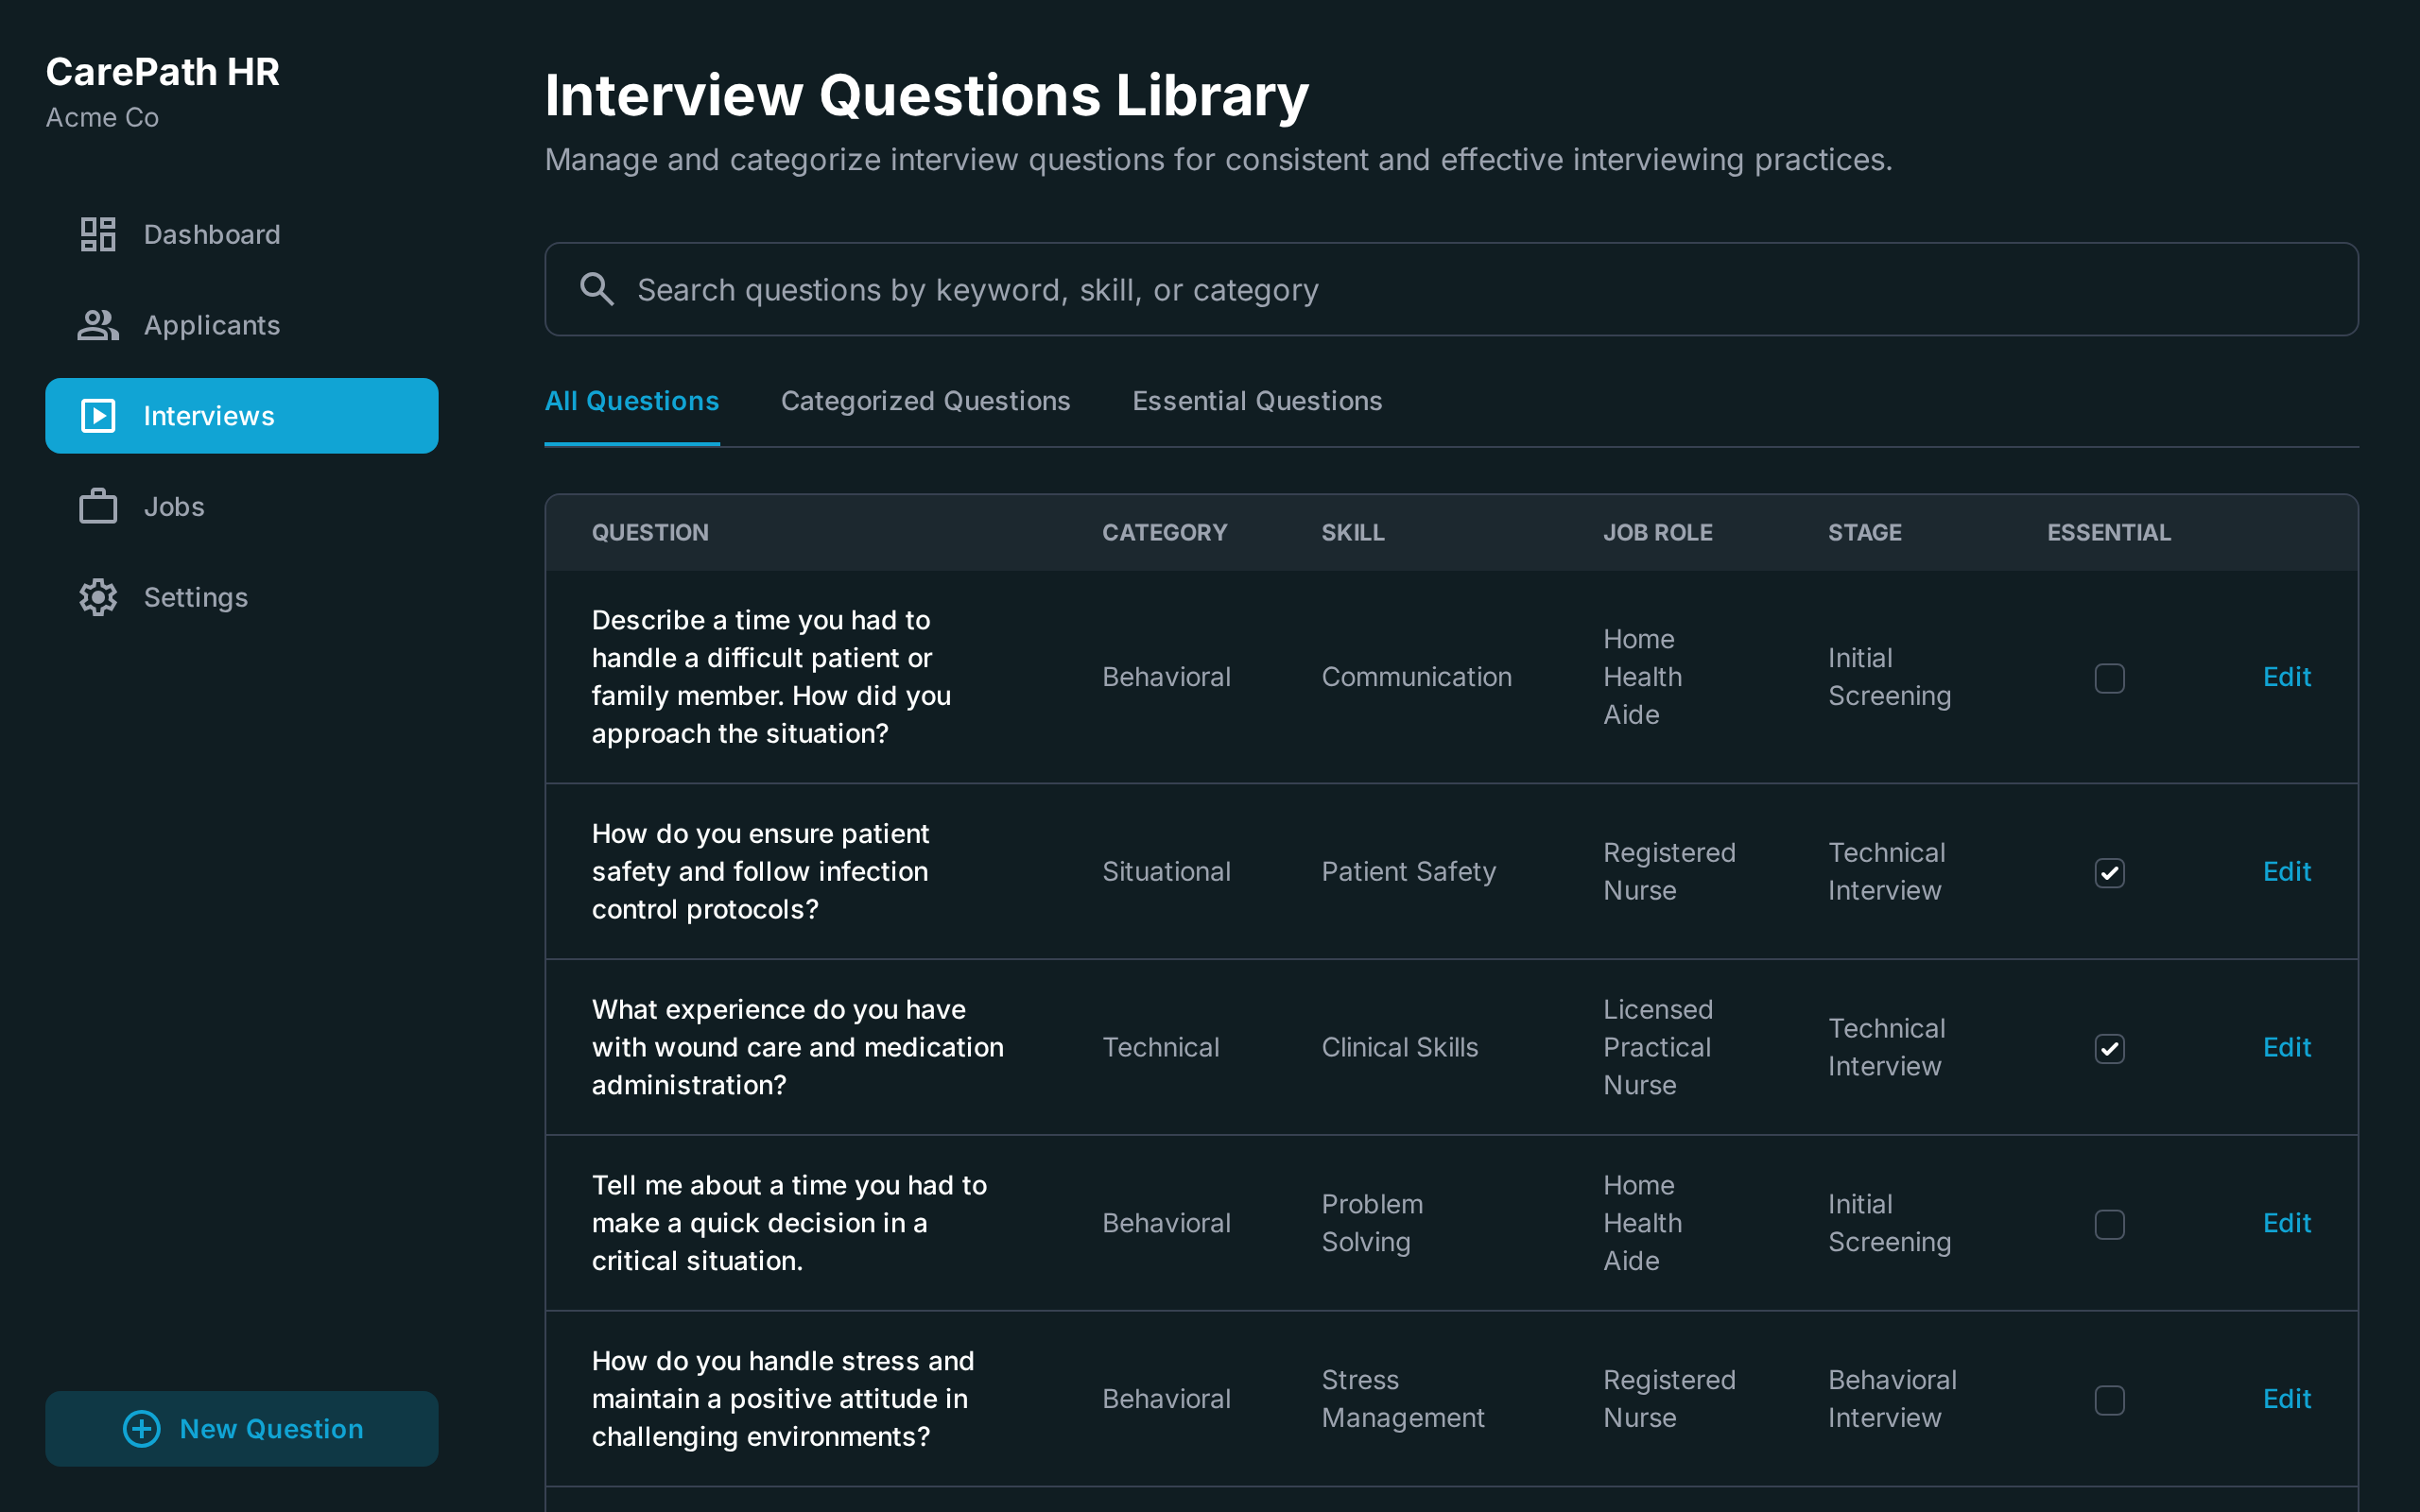 CarePath HR
Acme Co
Dashboard
Applicants
Interviews
Jobs
Settings
New Question
Interview Questions Library
Manage and categorize interview questions for consistent and effective interviewing practices.
Search questions by keyword, skill, or category
All Questions Categorized Questions Essential Questions
QUESTION CATEGORY SKILL JOB ROLE STAGE ESSENTIAL
Describe a time you had to
handle a difficult patient or
family member. How did you
approach the situation?
Behavioral
Communication
Home
Health
Aide
Initial
Screening
Edit
How do you ensure patient
safety and follow infection
control protocols?
Situational
Patient Safety
Registered
Nurse
Technical
Interview
Edit
What experience do you have
with wound care and medication
administration?
Technical
Clinical Skills
Licensed
Practical
Nurse
Technical
Interview
Edit
Tell me about a time you had to
make a quick decision in a
critical situation.
Behavioral
Problem
Solving
Home
Health
Aide
Initial
Screening
Edit
How do you handle stress and
maintain a positive attitude in
challenging environments?
Behavioral
Stress
Management
Registered
Nurse
Behavioral
Interview
Edit